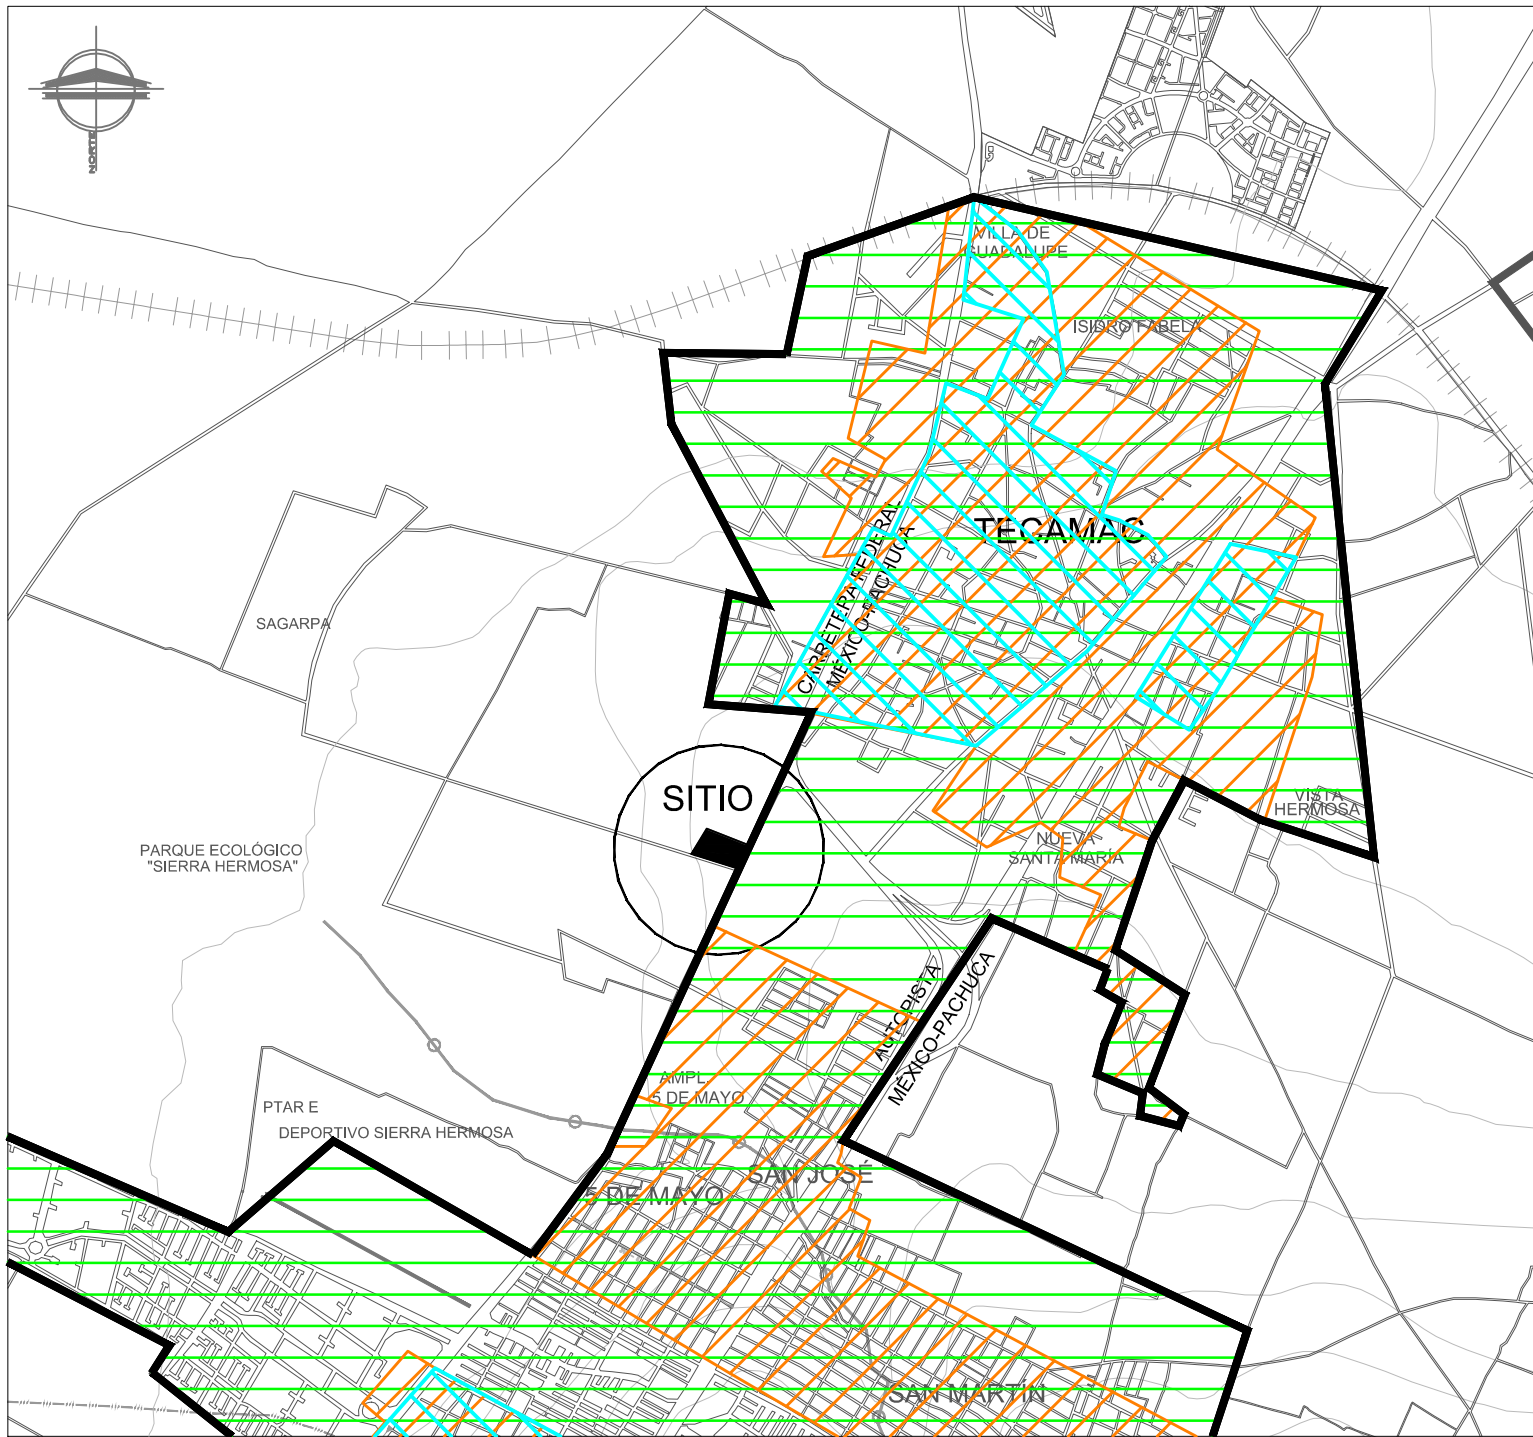 NORTE
VILLA DE
GUADALUPE
ISIDRO FABELA
TECAMAC
CARRETERA FEDERAL
MÉXICO-PACHUCA
SAGARPA
SITIO
VISTA
HERMOSA
NUEVA
SANTA MARÍA
PARQUE ECOLÓGICO
"SIERRA HERMOSA"
AUTOPISTA
MÉXICO-PACHUCA
AMPL.
5 DE MAYO
PTAR E
DEPORTIVO SIERRA HERMOSA
SAN JOSÉ
5 DE MAYO
SAN MARTÍN